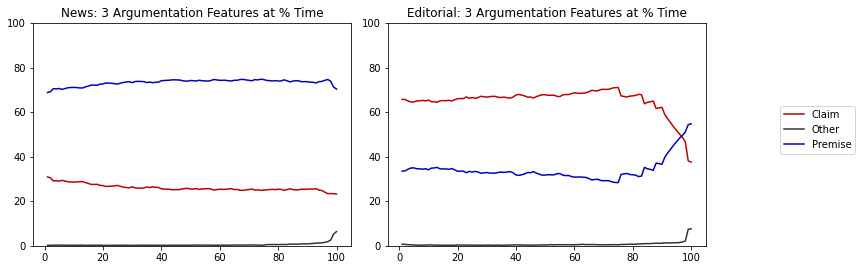 News: 3 Argumentation Features at % Time
100
80
60
40
20
0
0 20 40 60 80 100
Editorial: 3 Argumentation Features at % Time
100
80
60
40
20
0
0 20 40 60 80 100
Claim
Other
Premise